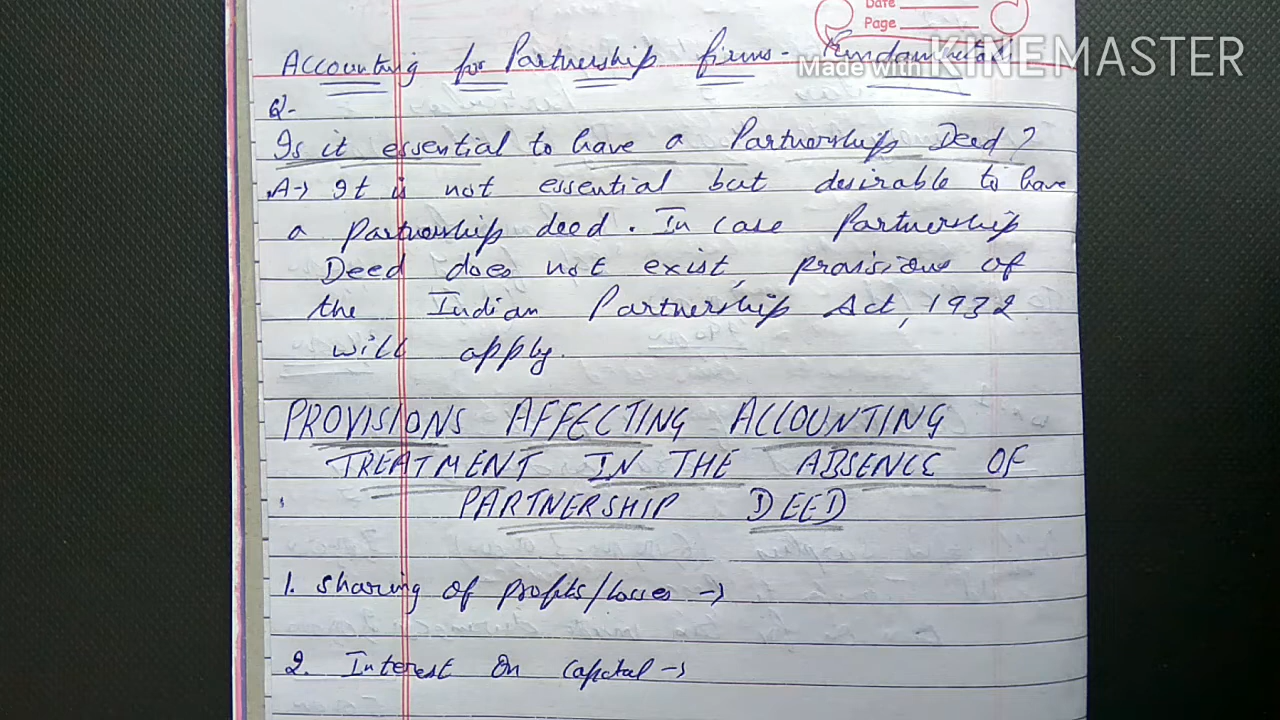 Date
Page
Accounting for Partnership firms - Fundamental
Made with KINEMASTER
Q-
Is it essential to have a Partnership Deed?
A→ It is not essential but desirable to have
a Partnership deed. In case Partnership
Deed does not exist, provisions of
the Indian Partnership Act, 1932
will apply.
PROVISIONS AFFECTING ACCOUNTING
TREATMENT IN THE ABSENCE OF
PARTNERSHIP DEED
1. Sharing of profits/losses →
2. Interest on Capital →